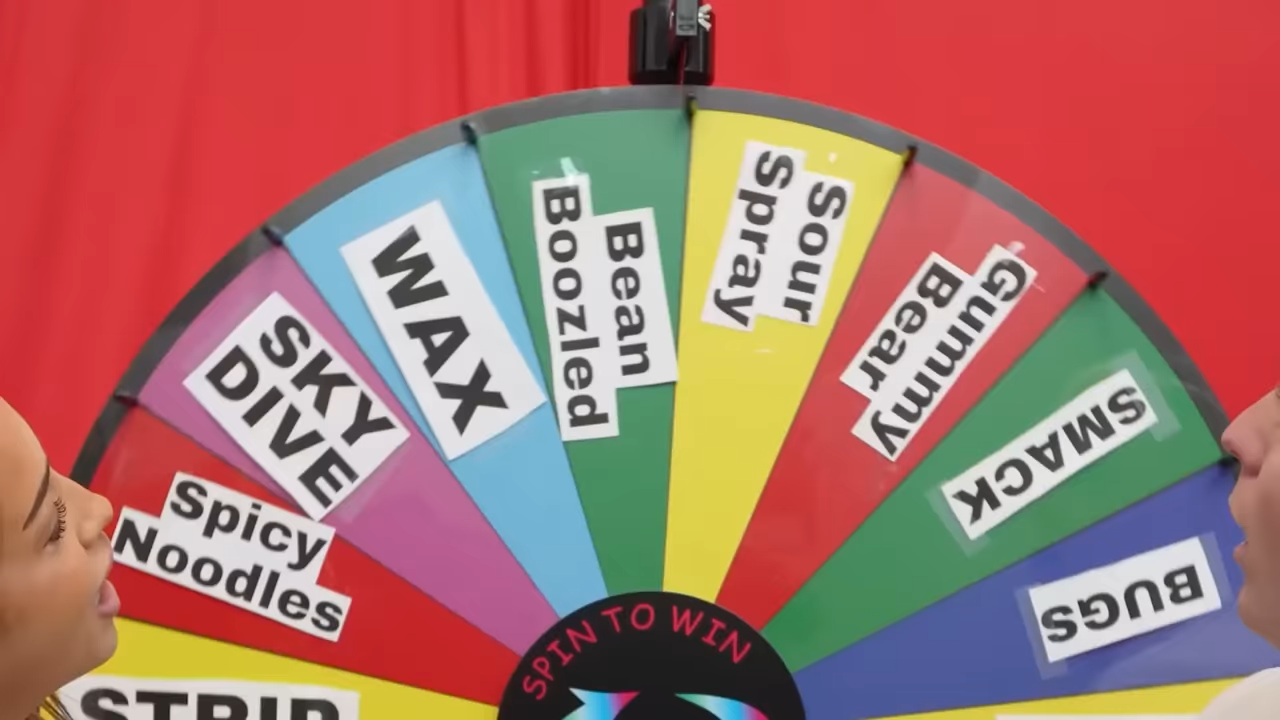 STRIP
Spicy
Noodles
SKY
DIVE
WAX
Bean
Boozled
Sour
Spray
Gummy
Bear
SMACK
BUGS
SPIN TO WIN